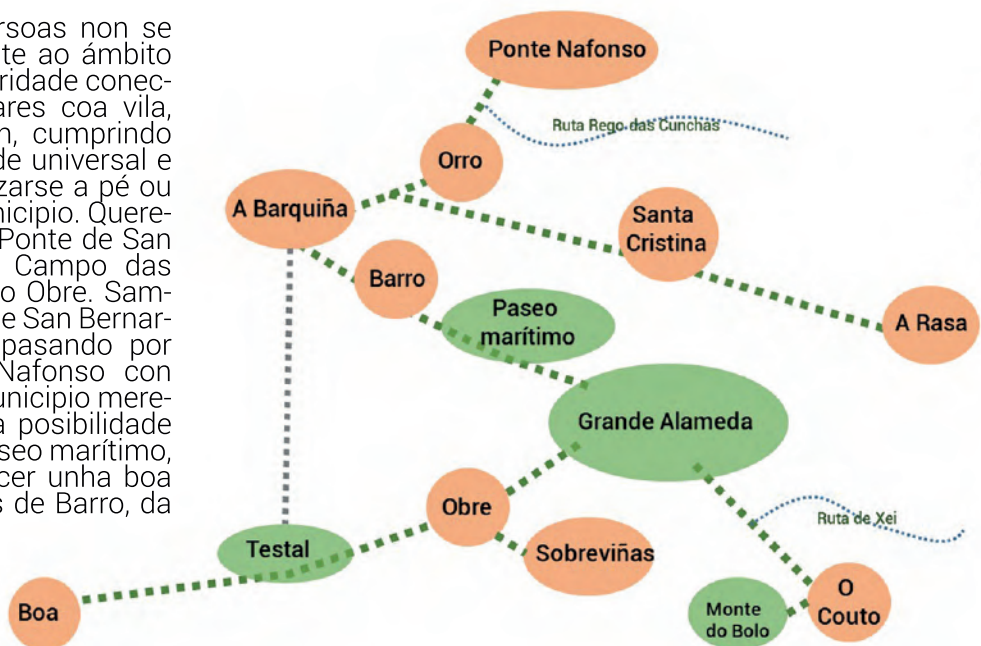 rsoas non se
te ao ámbito
ridade conec-
ares coa vila,
n, cumprindo
de universal e
zarse a pé ou
nicipio. Quere-
Ponte de San
Campo das
o Obre. Sam-
e San Bernar-
pasando por
Nafonso con
unicipio mere-
a posibilidade
seo marítimo,
cer unha boa
s de Barro, da
Ponte Nafonso
Ruta Rego das Cunchas
Orro
A Barquiña
Santa
Cristina
Barro
Paseo
marítimo
A Rasa
Grande Alameda
Obre
Ruta de Xei
Testal
Sobreviñas
Boa
Monte
do Bolo
O
Couto